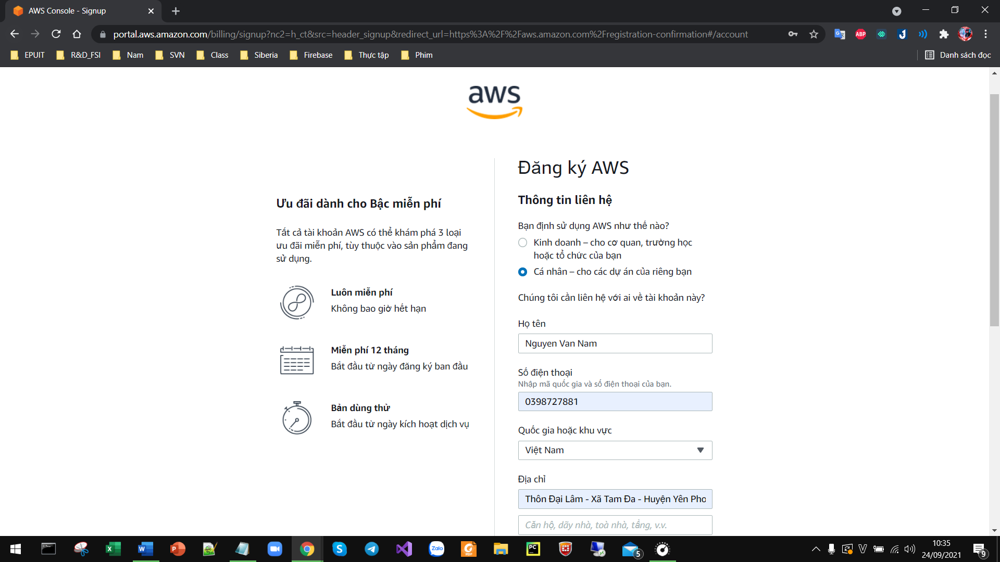 AWS Console - Signup
portal.aws.amazon.com/billing/signup?nc2=h_ct&src=header_signup&redirect_url=https%3A%2F%2Faws.amazon.com%2Fregistration-confirmation#/account
ABP
EPUIT
R&D_FSI
Nam
SVN
Class
Siberia
Firebase
Thực tập
Phim
Danh sách đọc
aws
Ưu đãi dành cho Bậc miễn phí
Tất cả tài khoản AWS có thể khám phá 3 loại
ưu đãi miễn phí, tùy thuộc vào sản phẩm đang
sử dụng.
Luôn miễn phí
Không bao giờ hết hạn
Miễn phí 12 tháng
Bắt đầu từ ngày đăng ký ban đầu
Bản dùng thử
Bắt đầu từ ngày kích hoạt dịch vụ
Đăng ký AWS
Thông tin liên hệ
Bạn định sử dụng AWS như thế nào?
Kinh doanh – cho cơ quan, trường học
hoặc tổ chức của bạn
Cá nhân – cho các dự án của riêng bạn
Chúng tôi cần liên hệ với ai về tài khoản này?
Họ tên
Nguyen Van Nam
Số điện thoại
Nhập mã quốc gia và số điện thoại của bạn.
0398727881
Quốc gia hoặc khu vực
Việt Nam
Địa chỉ
Thôn Đại Lâm - Xã Tam Đa - Huyện Yên Pho
Căn hộ, dãy nhà, toà nhà, tầng, v.v.
Zalo
PDF
PC
5
V
10:35
24/09/2021
9